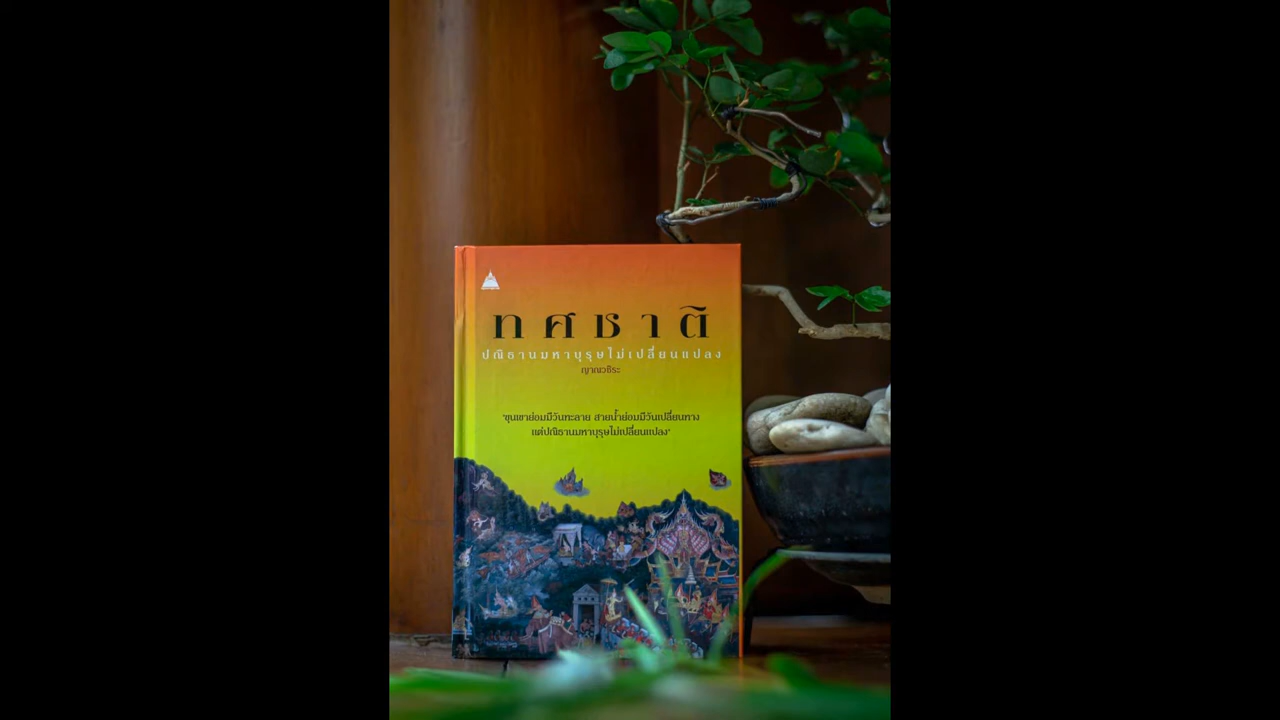 ทศชาติ
ปณิธานมหาบุรุษไม่เปลี่ยนแปลง
ญาณวชิระ
"ขุนเขาย่อมมีวันทะลาย สายน้ำย่อมมีวันเปลี่ยนทาง
แต่ปณิธานมหาบุรุษไม่เปลี่ยนแปลง"